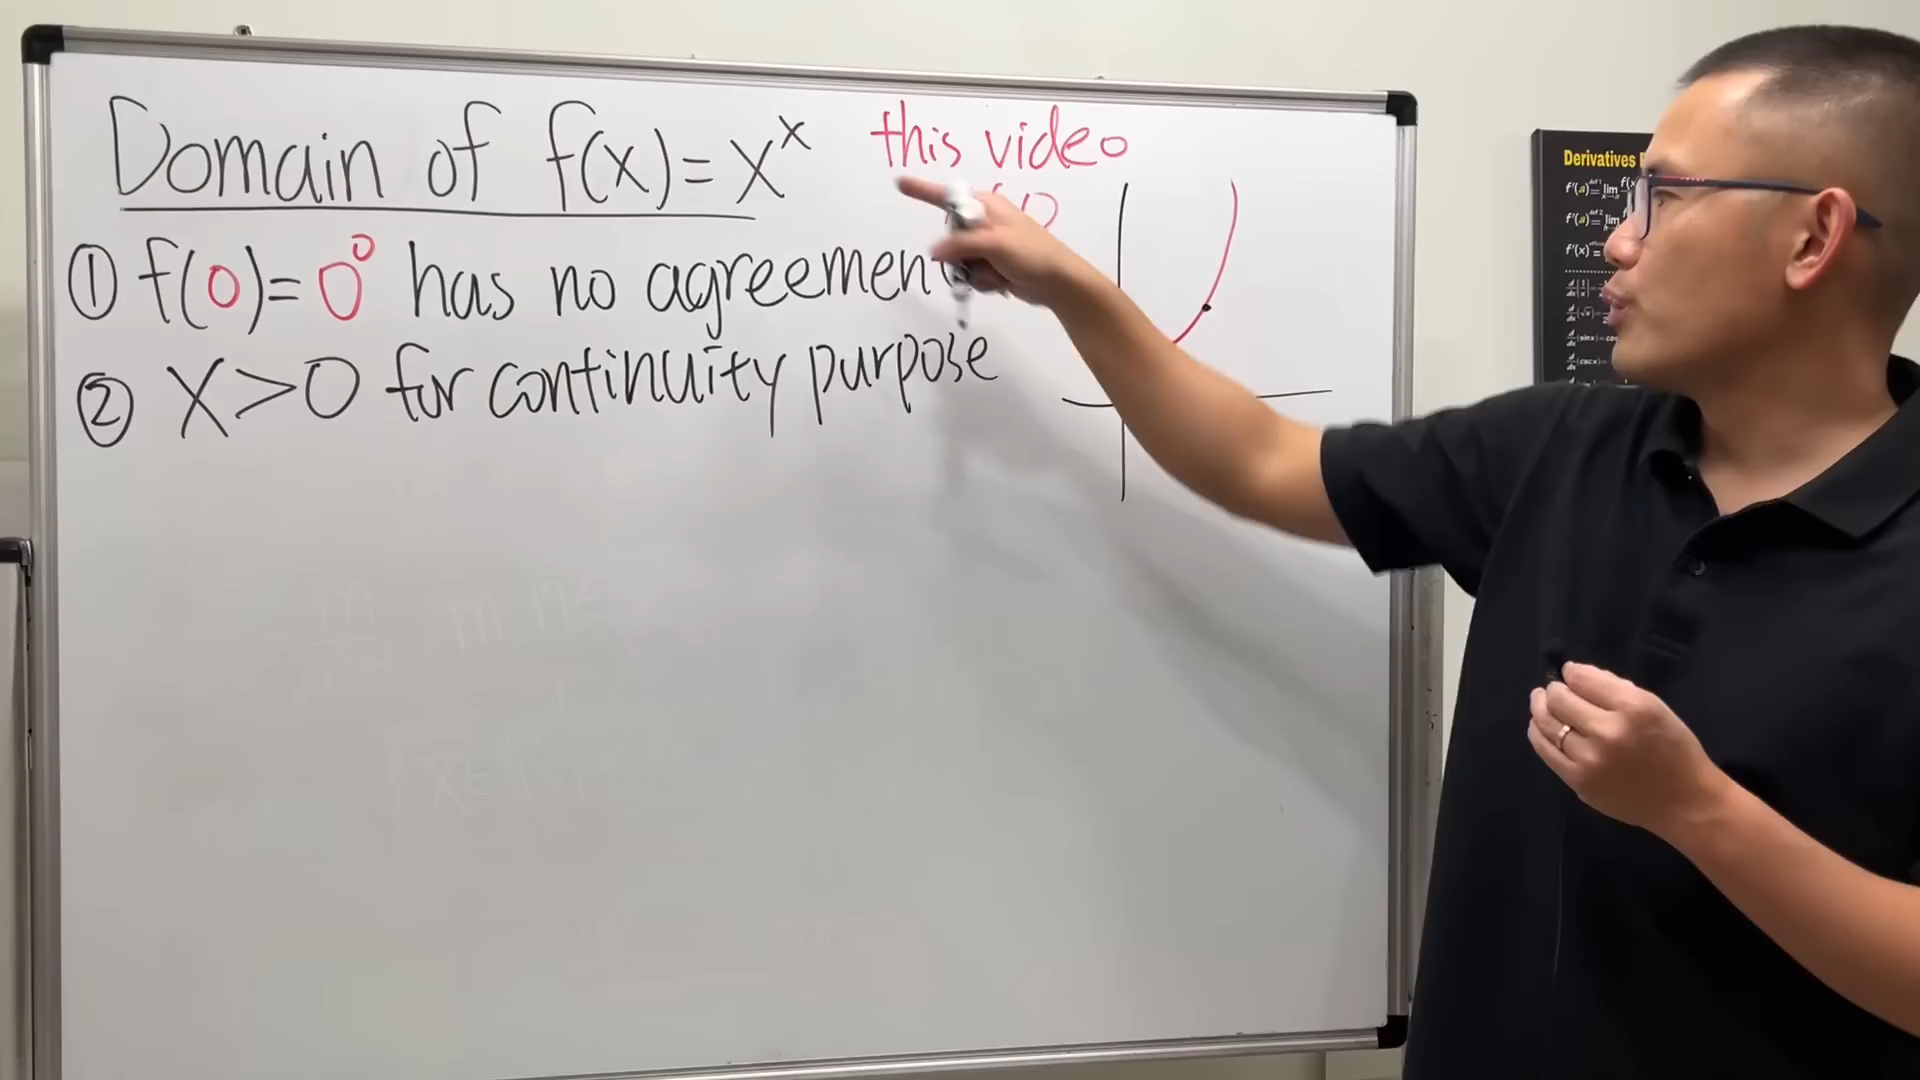 Domain of f(x) = x^x
this video
① f(0) = 0^0 has no agreement
② x > 0 for continuity purpose
Derivatives